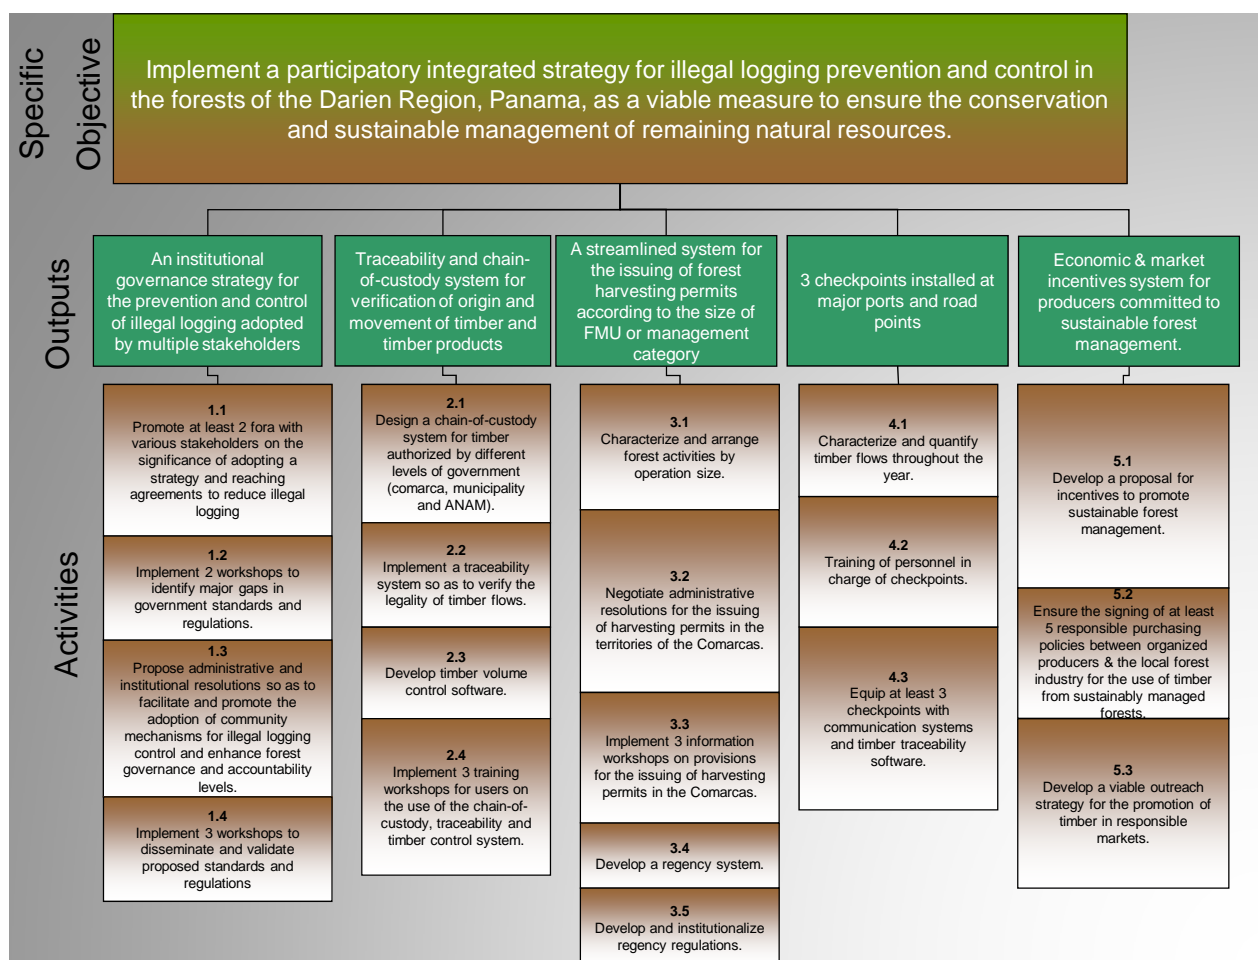 Specific
Objective
Implement a participatory integrated strategy for illegal logging prevention and control in
the forests of the Darien Region, Panama, as a viable measure to ensure the conservation
and sustainable management of remaining natural resources.
Outputs
An institutional
governance strategy for
the prevention and control
of illegal logging adopted
by multiple stakeholders
Traceability and chain-
of-custody system for
verification of origin and
movement of timber and
timber products
A streamlined system for
the issuing of forest
harvesting permits
according to the size of
FMU or management
category
3 checkpoints installed at
major ports and road
points
Economic & market
incentives system for
producers committed to
sustainable forest
management.
Activities
1.1
Promote at least 2 fora with
various stakeholders on the
significance of adopting a
strategy and reaching
agreements to reduce illegal
logging
1.2
Implement 2 workshops to
identify major gaps in
government standards and
regulations.
1.3
Propose administrative and
institutional resolutions so as to
facilitate and promote the
adoption of community
mechanisms for illegal logging
control and enhance forest
governance and accountability
levels.
1.4
Implement 3 workshops to
disseminate and validate
proposed standards and
regulations
2.1
Design a chain-of-custody
system for timber
authorized by different
levels of government
(comarca, municipality
and ANAM).
2.2
Implement a traceability
system so as to verify the
legality of timber flows.
2.3
Develop timber volume
control software.
2.4
Implement 3 training
workshops for users on
the use of the chain-of-
custody, traceability and
timber control system.
3.1
Characterize and arrange
forest activities by
operation size.
3.2
Negotiate administrative
resolutions for the issuing
of harvesting permits in the
territories of the Comarcas.
3.3
Implement 3 information
workshops on provisions
for the issuing of harvesting
permits in the Comarcas.
3.4
Develop a regency system.
3.5
Develop and institutionalize
regency regulations.
4.1
Characterize and quantify
timber flows throughout the
year.
4.2
Training of personnel in
charge of checkpoints.
4.3
Equip at least 3
checkpoints with
communication systems
and timber traceability
software.
5.1
Develop a proposal for
incentives to promote
sustainable forest
management.
5.2
Ensure the signing of at least
5 responsible purchasing
policies between organized
producers & the local forest
industry for the use of timber
from sustainably managed
forests.
5.3
Develop a viable outreach
strategy for the promotion of
timber in responsible
markets.